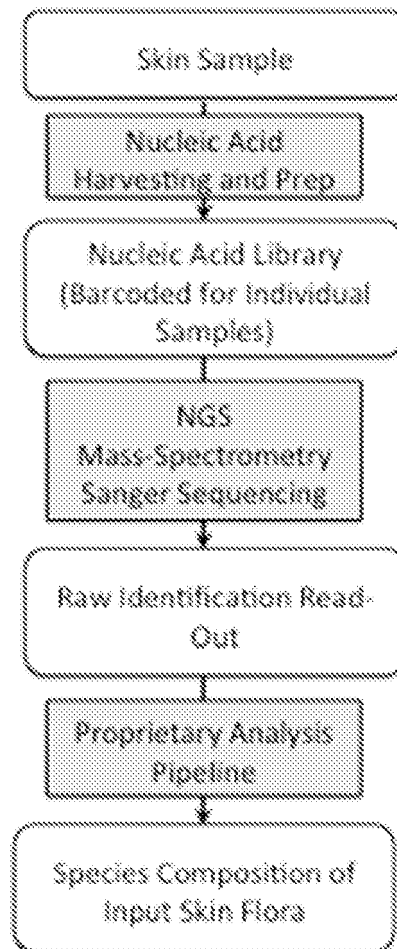 Skin Sample
Nucleic Acid
Harvesting and Prep
Nucleic Acid Library
(Barcoded for Individual
Samples)
NGS
Mass-Spectrometry
Sanger Sequencing
Raw Identification Read-
Out
Proprietary Analysis
Pipeline
Species Composition of
Input Skin Flora